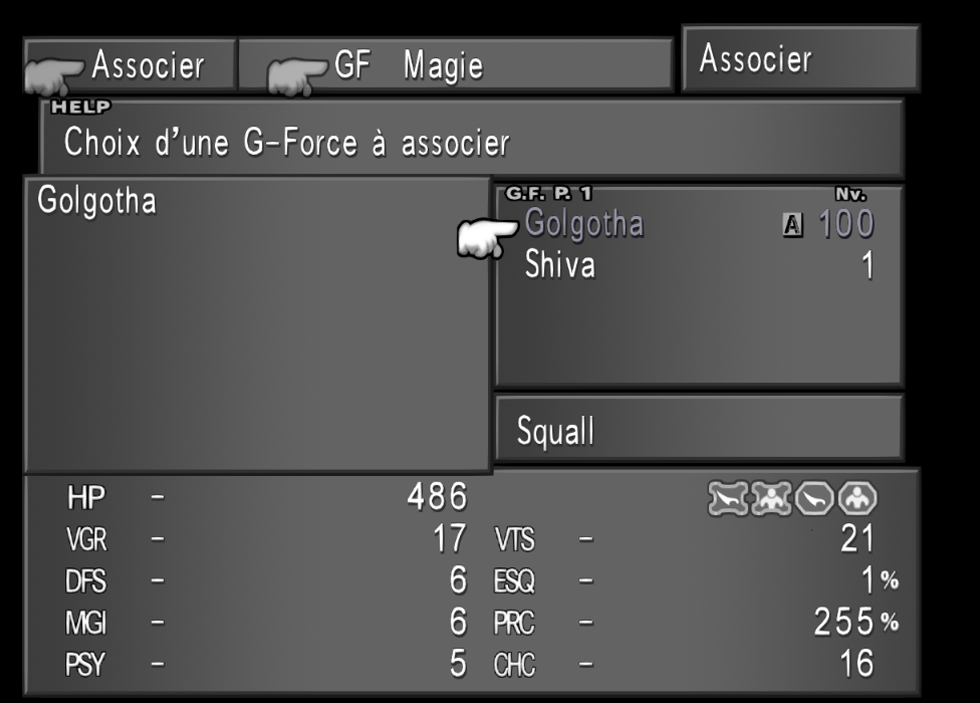 Associer
GF Magie
Associer
HELP
Choix d'une G-Force à associer
Golgotha
G.F. P. 1 Nv.
Golgotha A 100
Shiva 1
Squall
HP - 486
VGR - 17 VTS - 21
DFS - 6 ESQ - 1%
MGI - 6 PRC - 255%
PSY - 5 CHC - 16